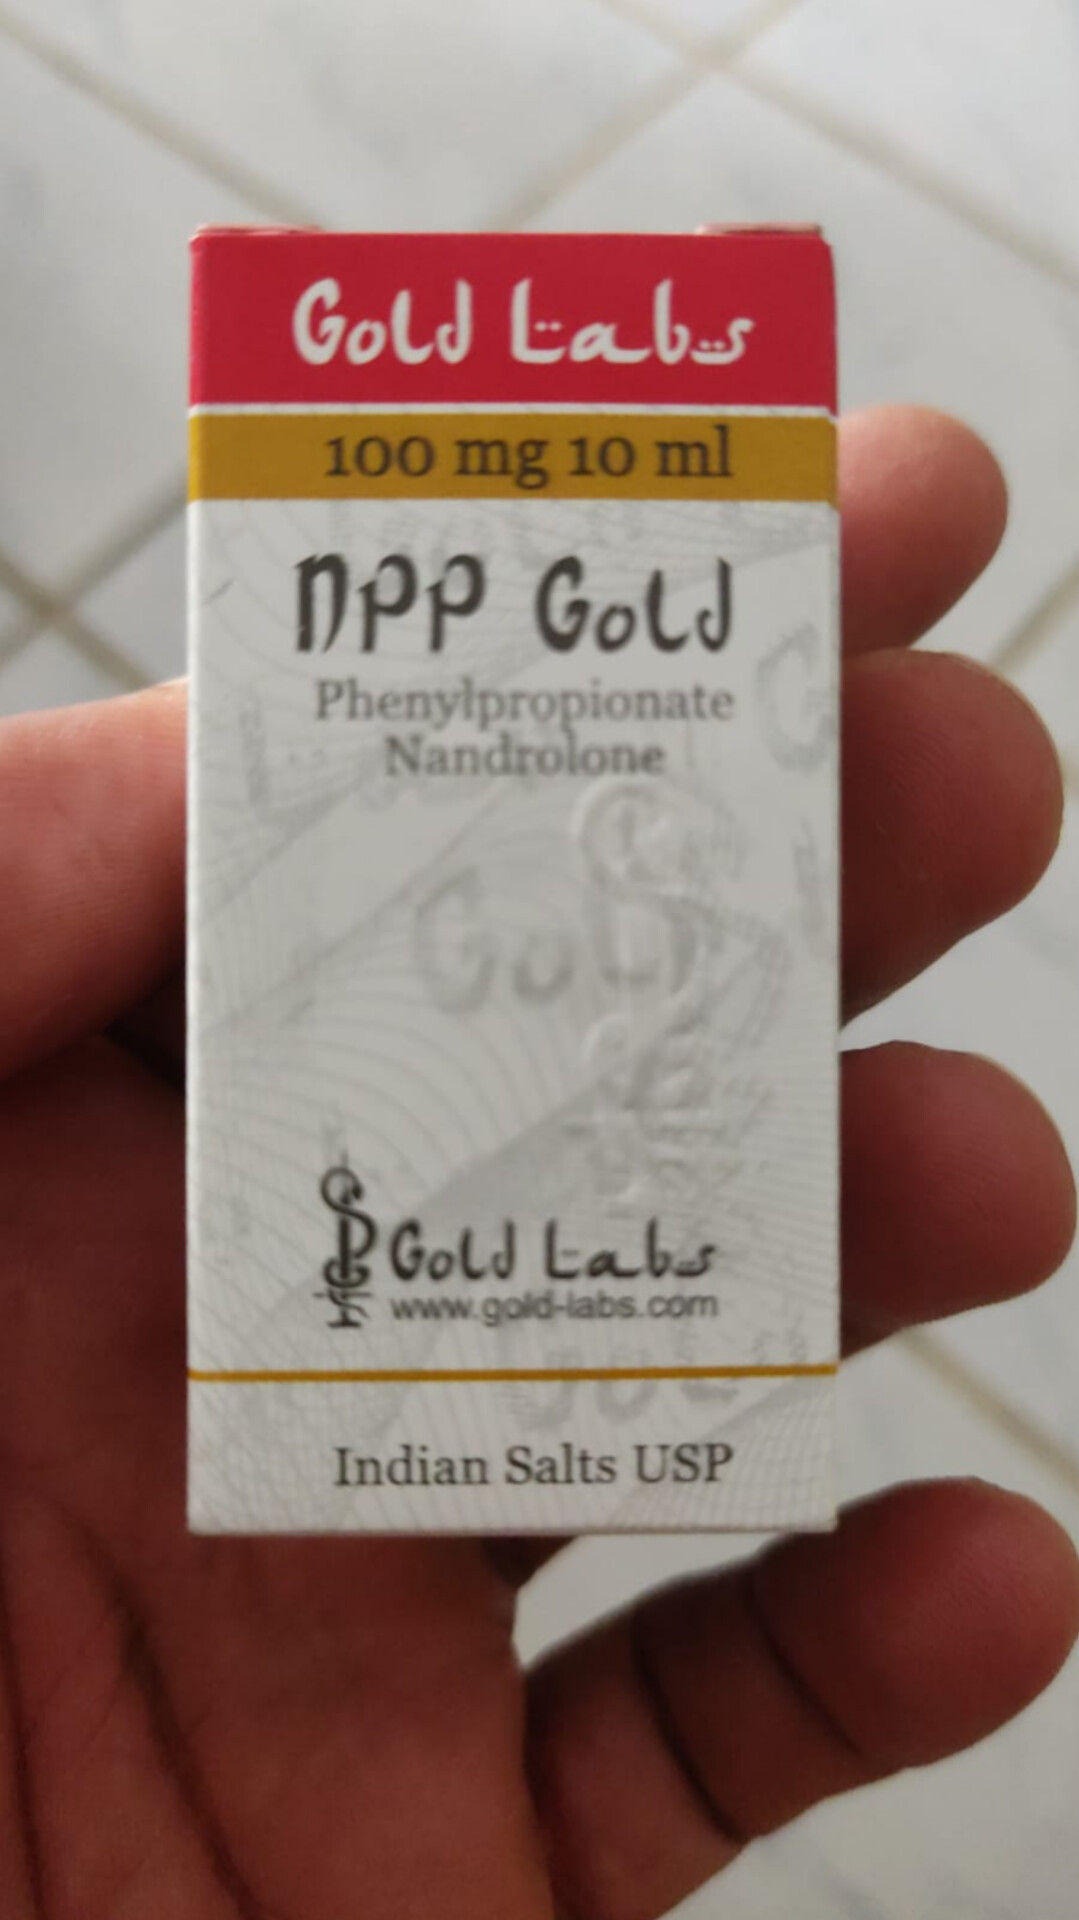 Gold Labs
100 mg 10 ml
NPP Gold
Phenylpropionate
Nandrolone
Gold
Gold Labs
www.gold-labs.com
Indian Salts USP